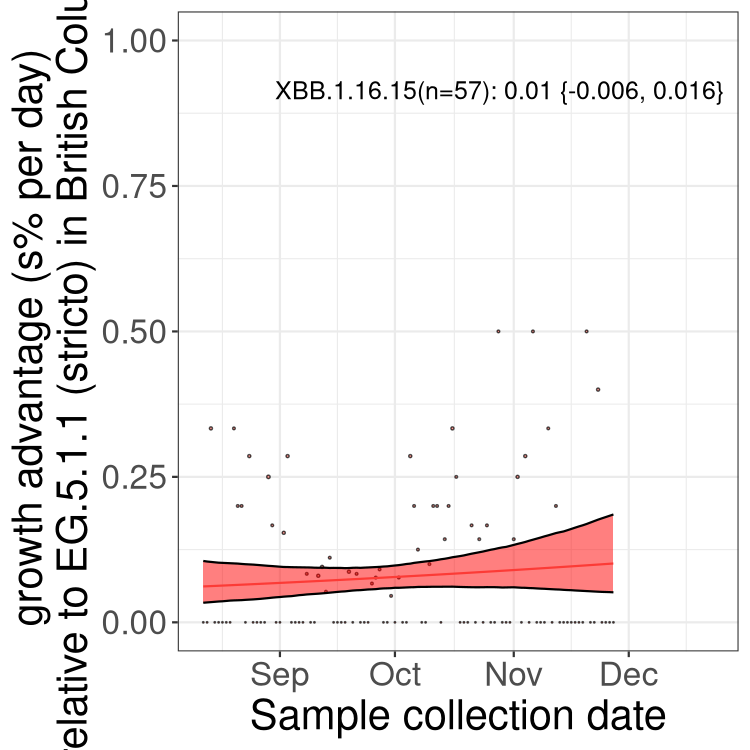 growth advantage (s% per day)
relative to EG.5.1.1 (stricto) in British Colu
1.00
XBB.1.16.15(n=57): 0.01 {-0.006, 0.016}
0.75
0.50
0.25
0.00
Sep Oct Nov Dec
Sample collection date